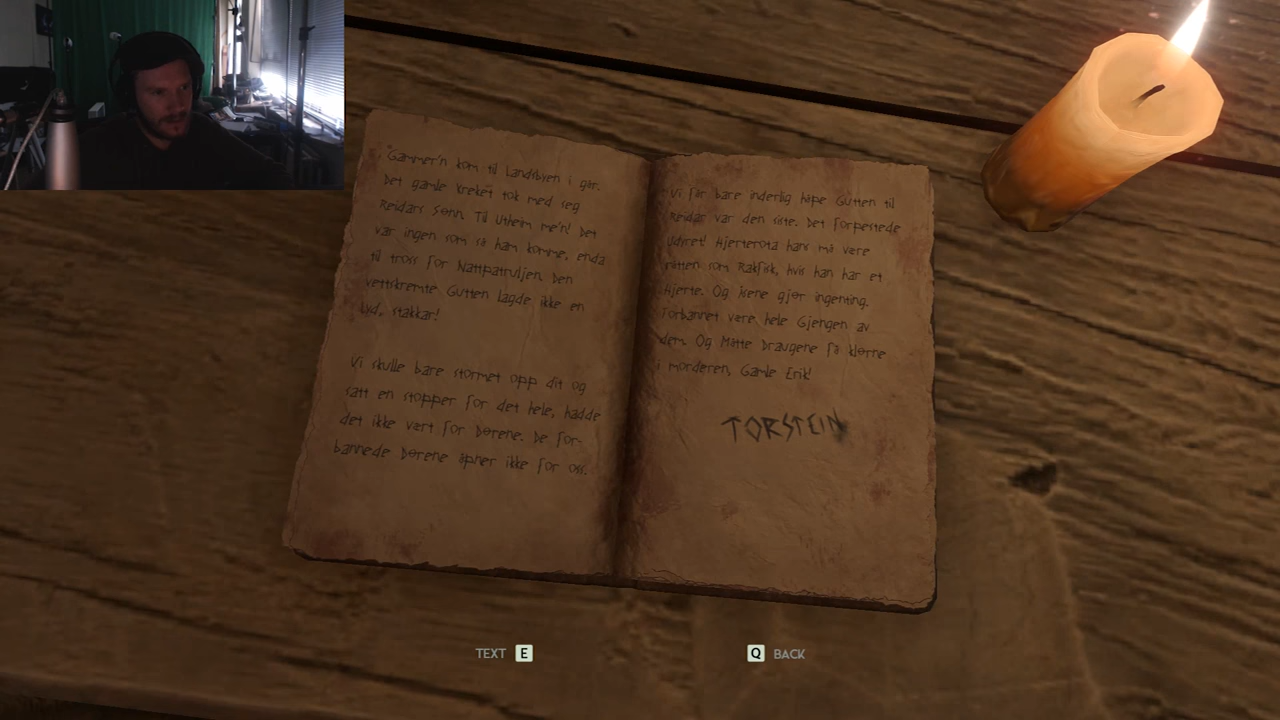 Gammer'n kom til Landsbyen i går.
Det gamle kreket tok med seg
Reidars Sønn. Til Utheim me'n! Det
var ingen som så ham komme, enda
til tross for Nattpatruljen. Den
vettskremte Gutten lagde ikke en
Lyd, stakkar!
Vi skulle bare stormet opp dit og
satt en stopper for det hele, hadde
det ikke vært for Dørene. De for-
bannede Dørene åpner ikke for oss.
Vi får bare inderlig håpe Gutten til
Reidar var den siste. Det forpestede
Udyret! Hjerterota hans må være
råtten som Rakfisk, hvis han har et
Hjerte. Og isene gjør ingenting.
Forbannet være hele Gjengen av
dem. Og Måtte Draugene få klørne
i morderen, Gamle Erik!
TORSTEIN
TEXT E
Q BACK